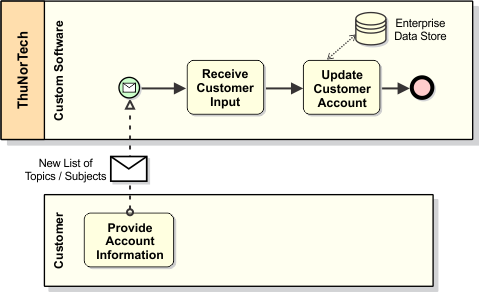 ThuNorTech
Custom Software
Enterprise
Data Store
Receive
Customer
Input
Update
Customer
Account
New List of
Topics / Subjects
Customer
Provide
Account
Information